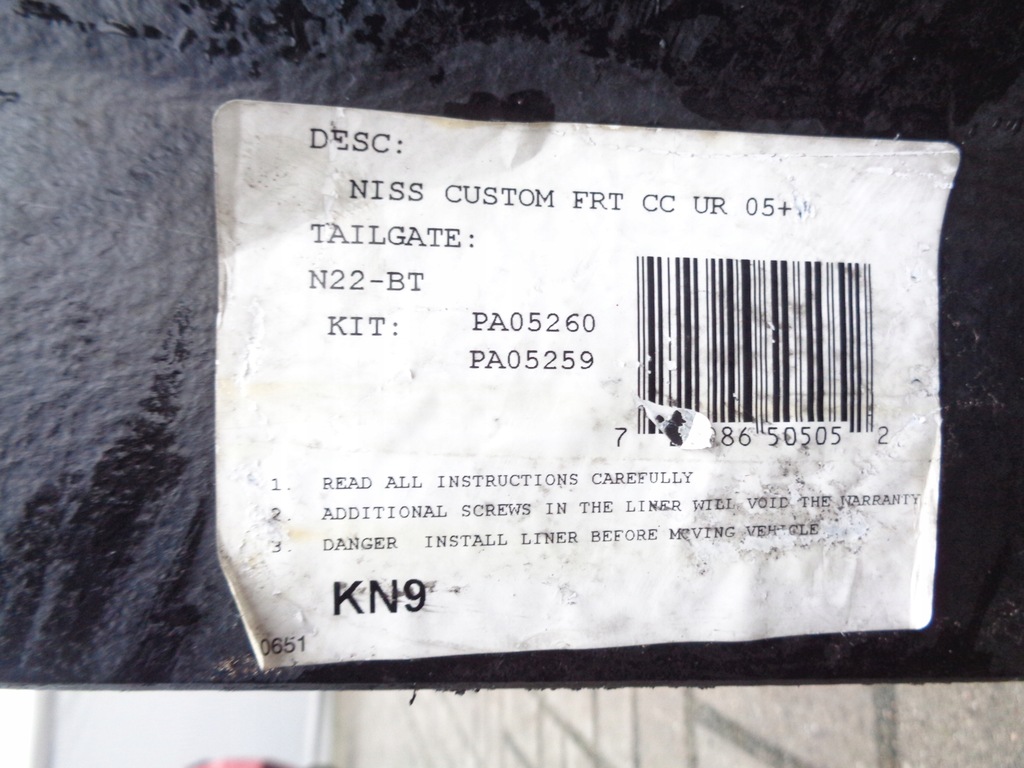 DESC:
NISS CUSTOM FRT CC UR 05+
TAILGATE:
N22-BT
KIT: PA05260
PA05259
7 86 50505 2
1. READ ALL INSTRUCTIONS CAREFULLY
2. ADDITIONAL SCREWS IN THE LINER WILL VOID THE WARRANTY
3. DANGER INSTALL LINER BEFORE MOVING VEHICLE
KN9
0651